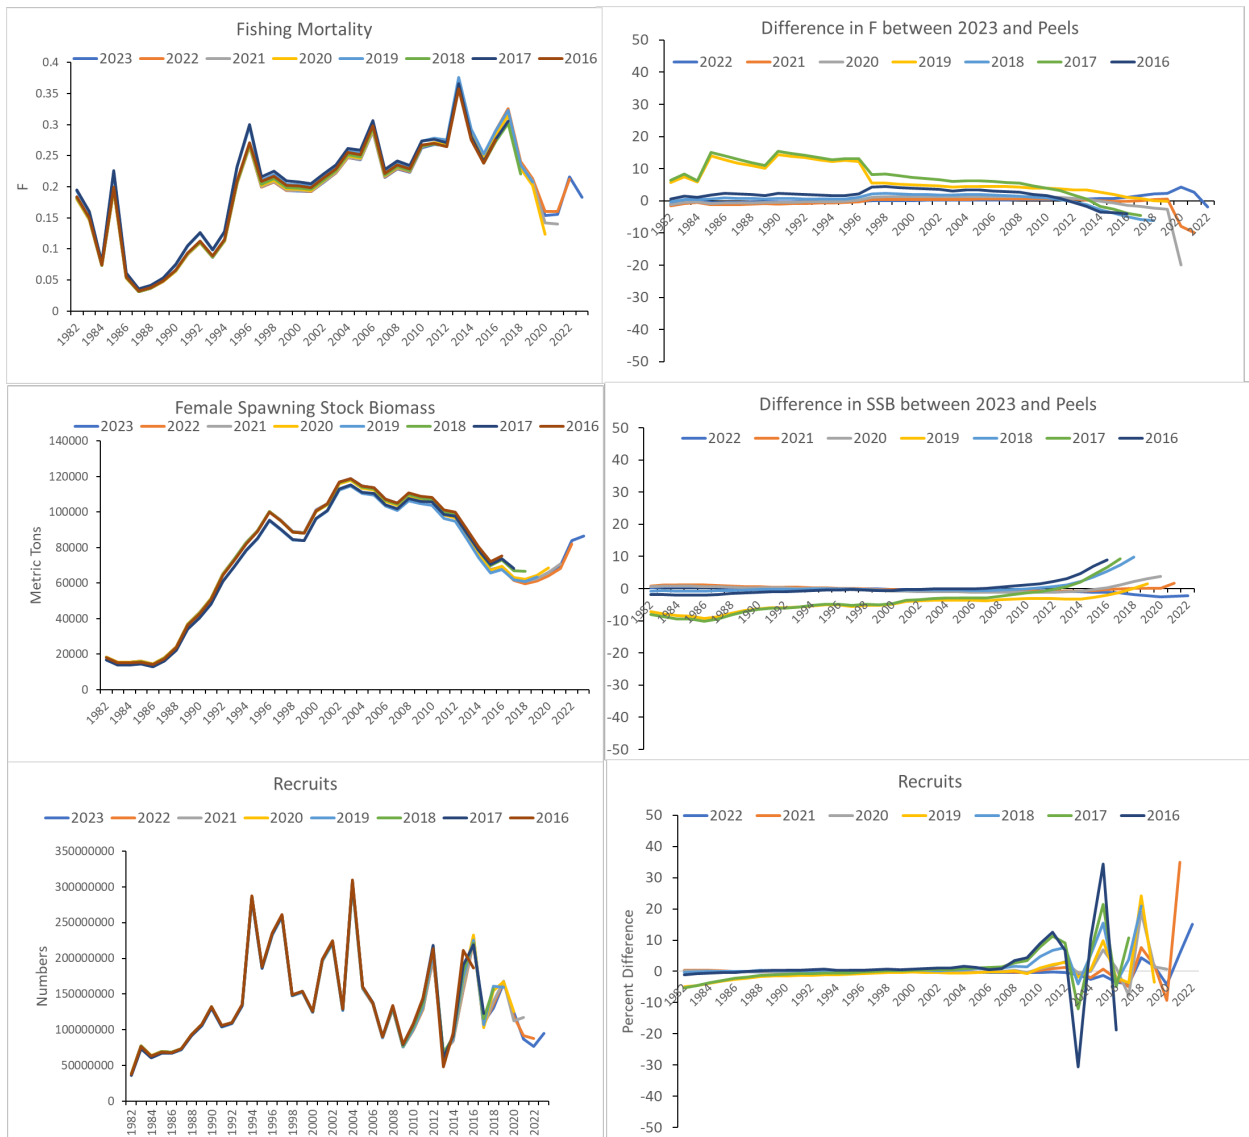 Fishing Mortality
2023 2022 2021 2020 2019 2018 2017 2016
0.4
0.35
0.3
0.25
0.2
0.15
0.1
0.05
0
F
1982 1984 1986 1988 1990 1992 1994 1996 1998 2000 2002 2004 2006 2008 2010 2012 2014 2016 2018 2020 2022
Difference in F between 2023 and Peels
50
2022 2021 2020 2019 2018 2017 2016
40
30
20
10
0
-10
-20
-30
-40
-50
1982 1984 1986 1988 1990 1992 1994 1996 1998 2000 2002 2004 2006 2008 2010 2012 2014 2016 2018 2020 2022
Female Spawning Stock Biomass
2023 2022 2021 2020 2019 2018 2017 2016
140000
120000
100000
80000
60000
40000
20000
0
Metric Tons
1982 1984 1986 1988 1990 1992 1994 1996 1998 2000 2002 2004 2006 2008 2010 2012 2014 2016 2018 2020 2022
Difference in SSB between 2023 and Peels
50
2022 2021 2020 2019 2018 2017 2016
40
30
20
10
0
-10
-20
-30
-40
-50
1982 1984 1986 1988 1990 1992 1994 1996 1998 2000 2002 2004 2006 2008 2010 2012 2014 2016 2018 2020 2022
Recruits
2023 2022 2021 2020 2019 2018 2017 2016
350000000
300000000
250000000
200000000
150000000
100000000
50000000
0
Numbers
1982 1984 1986 1988 1990 1992 1994 1996 1998 2000 2002 2004 2006 2008 2010 2012 2014 2016 2018 2020 2022
Recruits
50
2022 2021 2020 2019 2018 2017 2016
40
30
20
10
0
-10
-20
-30
-40
-50
Percent Difference
1982 1984 1986 1988 1990 1992 1994 1996 1998 2000 2002 2004 2006 2008 2010 2012 2014 2016 2018 2020 2022